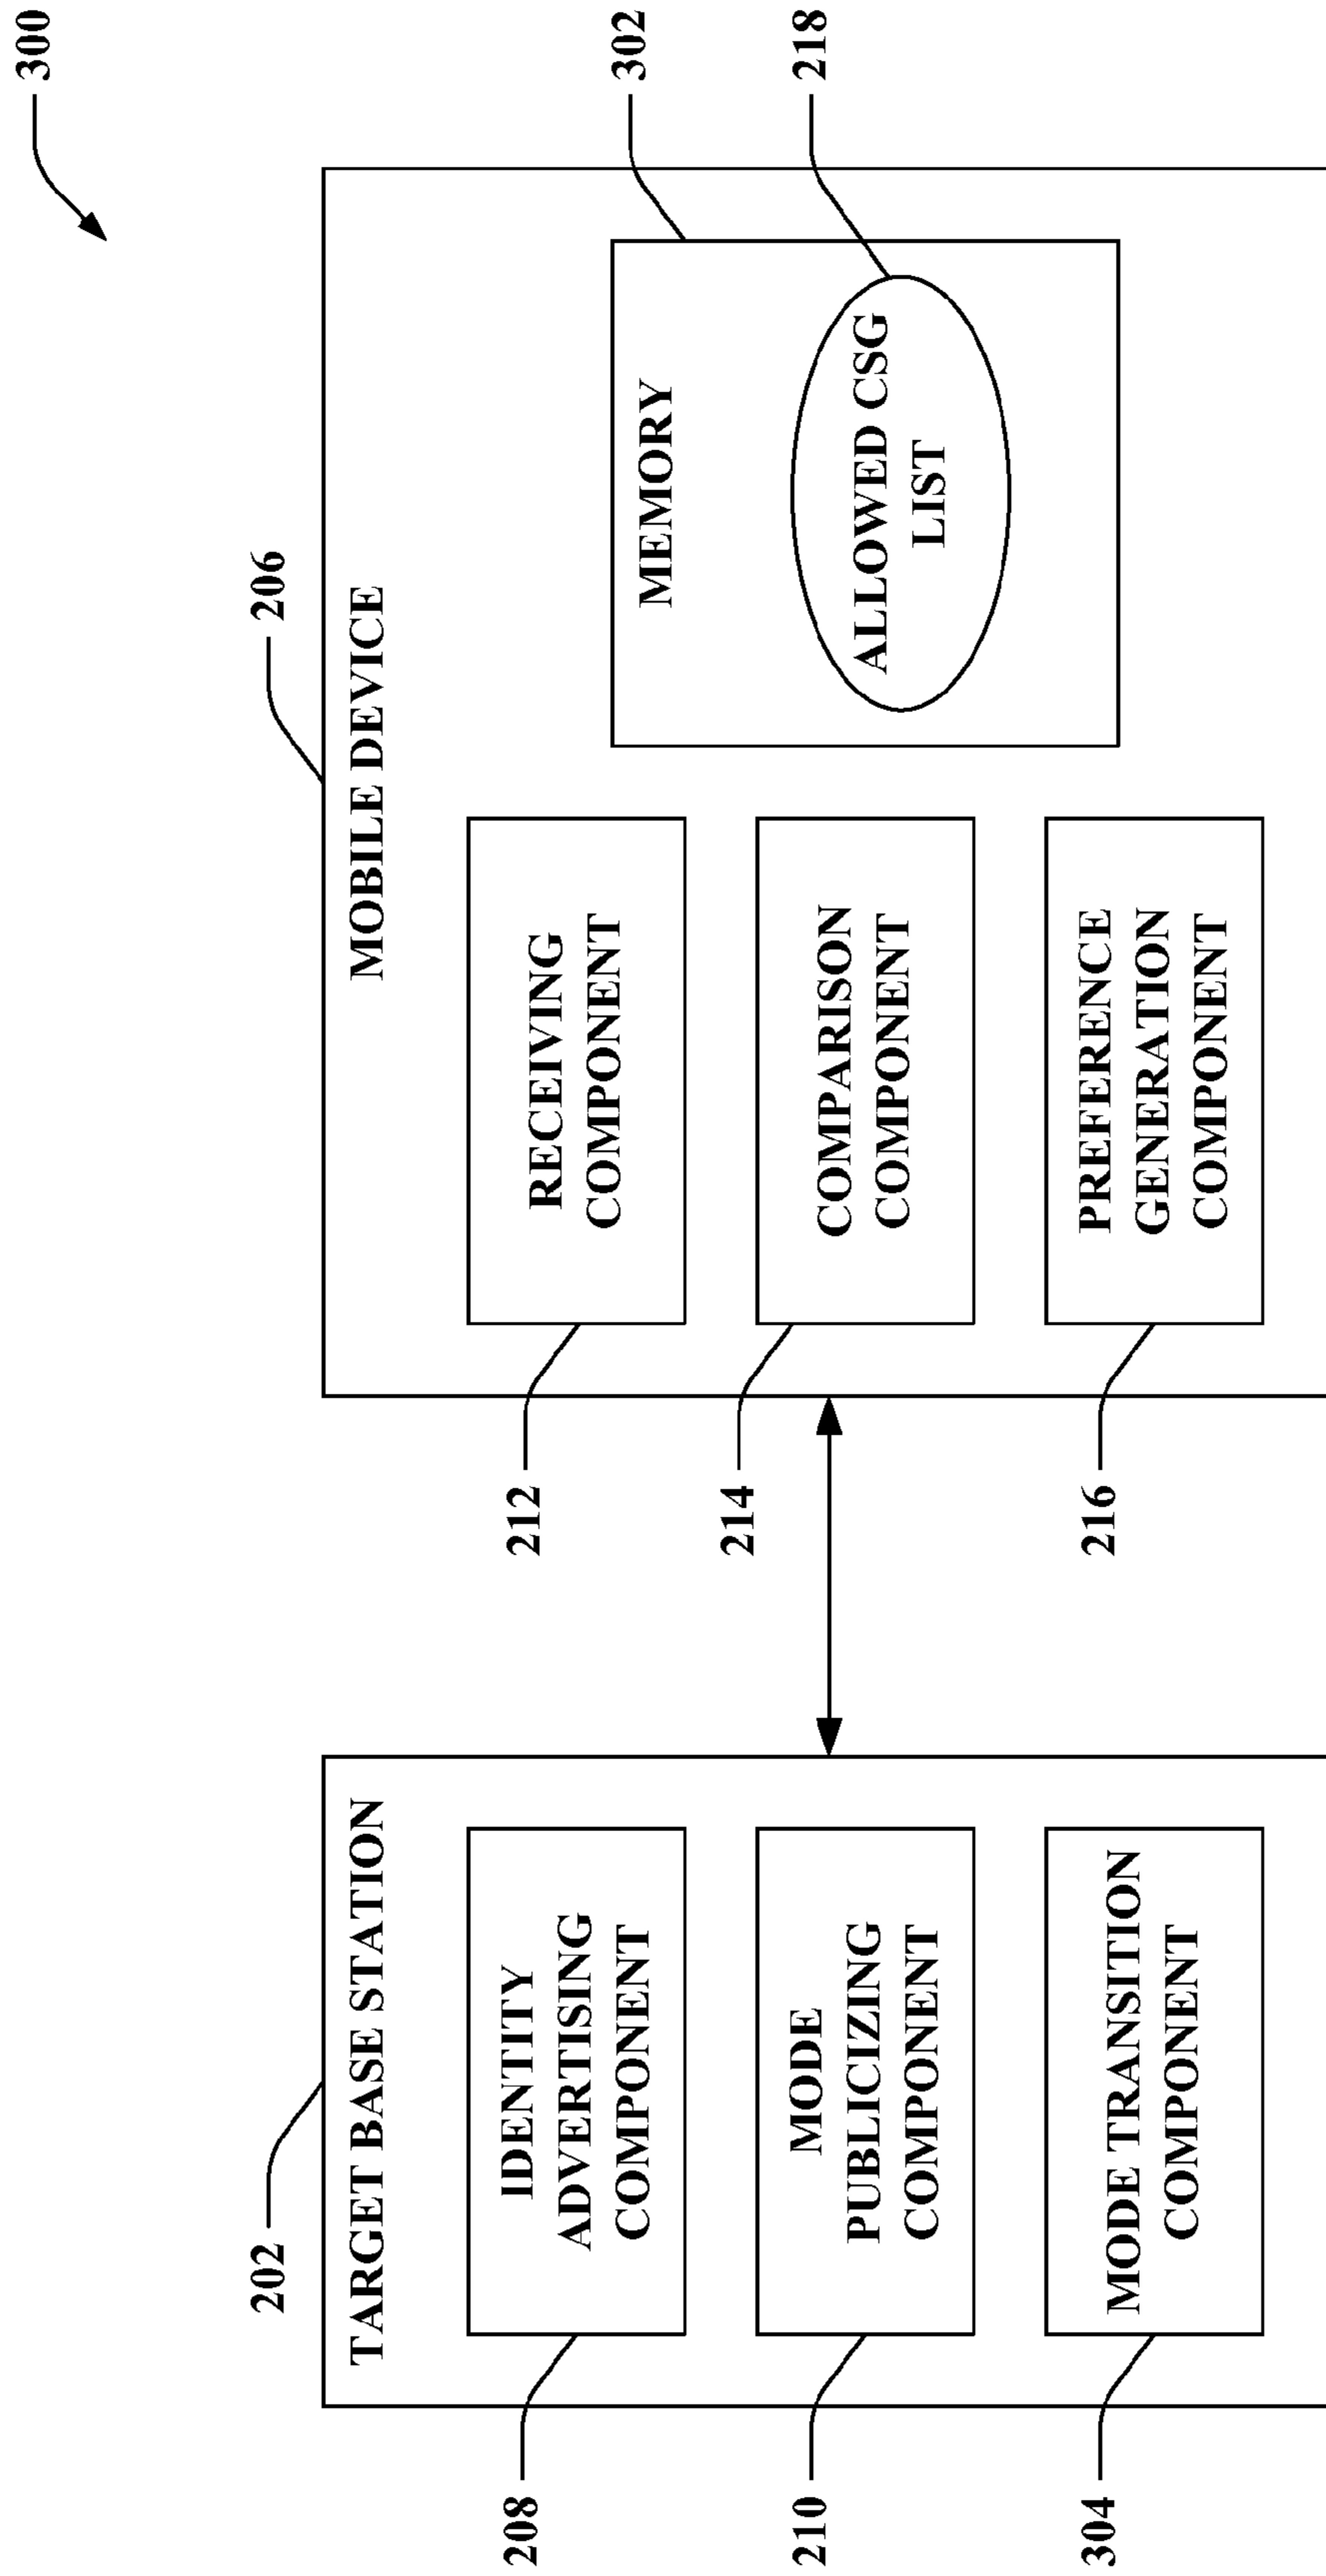 300
202
TARGET BASE STATION
208
IDENTITY
ADVERTISING
COMPONENT
210
MODE
PUBLICIZING
COMPONENT
304
MODE TRANSITION
COMPONENT
206
MOBILE DEVICE
212
RECEIVING
COMPONENT
214
COMPARISON
COMPONENT
216
PREFERENCE
GENERATION
COMPONENT
302
MEMORY
218
ALLOWED CSG
LIST